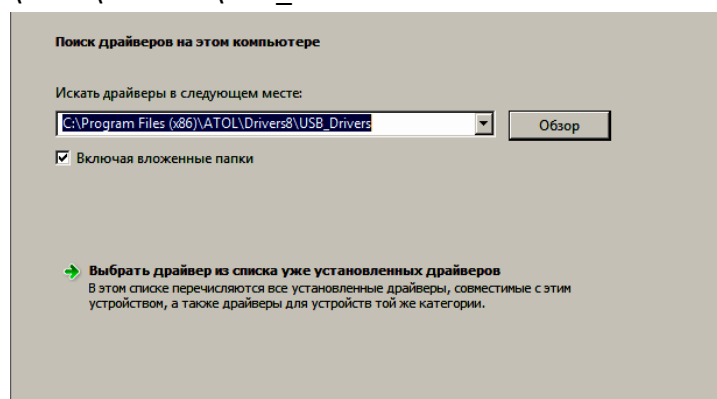 Поиск драйверов на этом компьютере
Искать драйверы в следующем месте:
C:\Program Files (x86)\ATOL\Drivers8\USB_Drivers
Обзор
Включая вложенные папки
Выбрать драйвер из списка уже установленных драйверов
В этом списке перечисляются все установленные драйверы, совместимые с этим
устройством, а также драйверы для устройств той же категории.